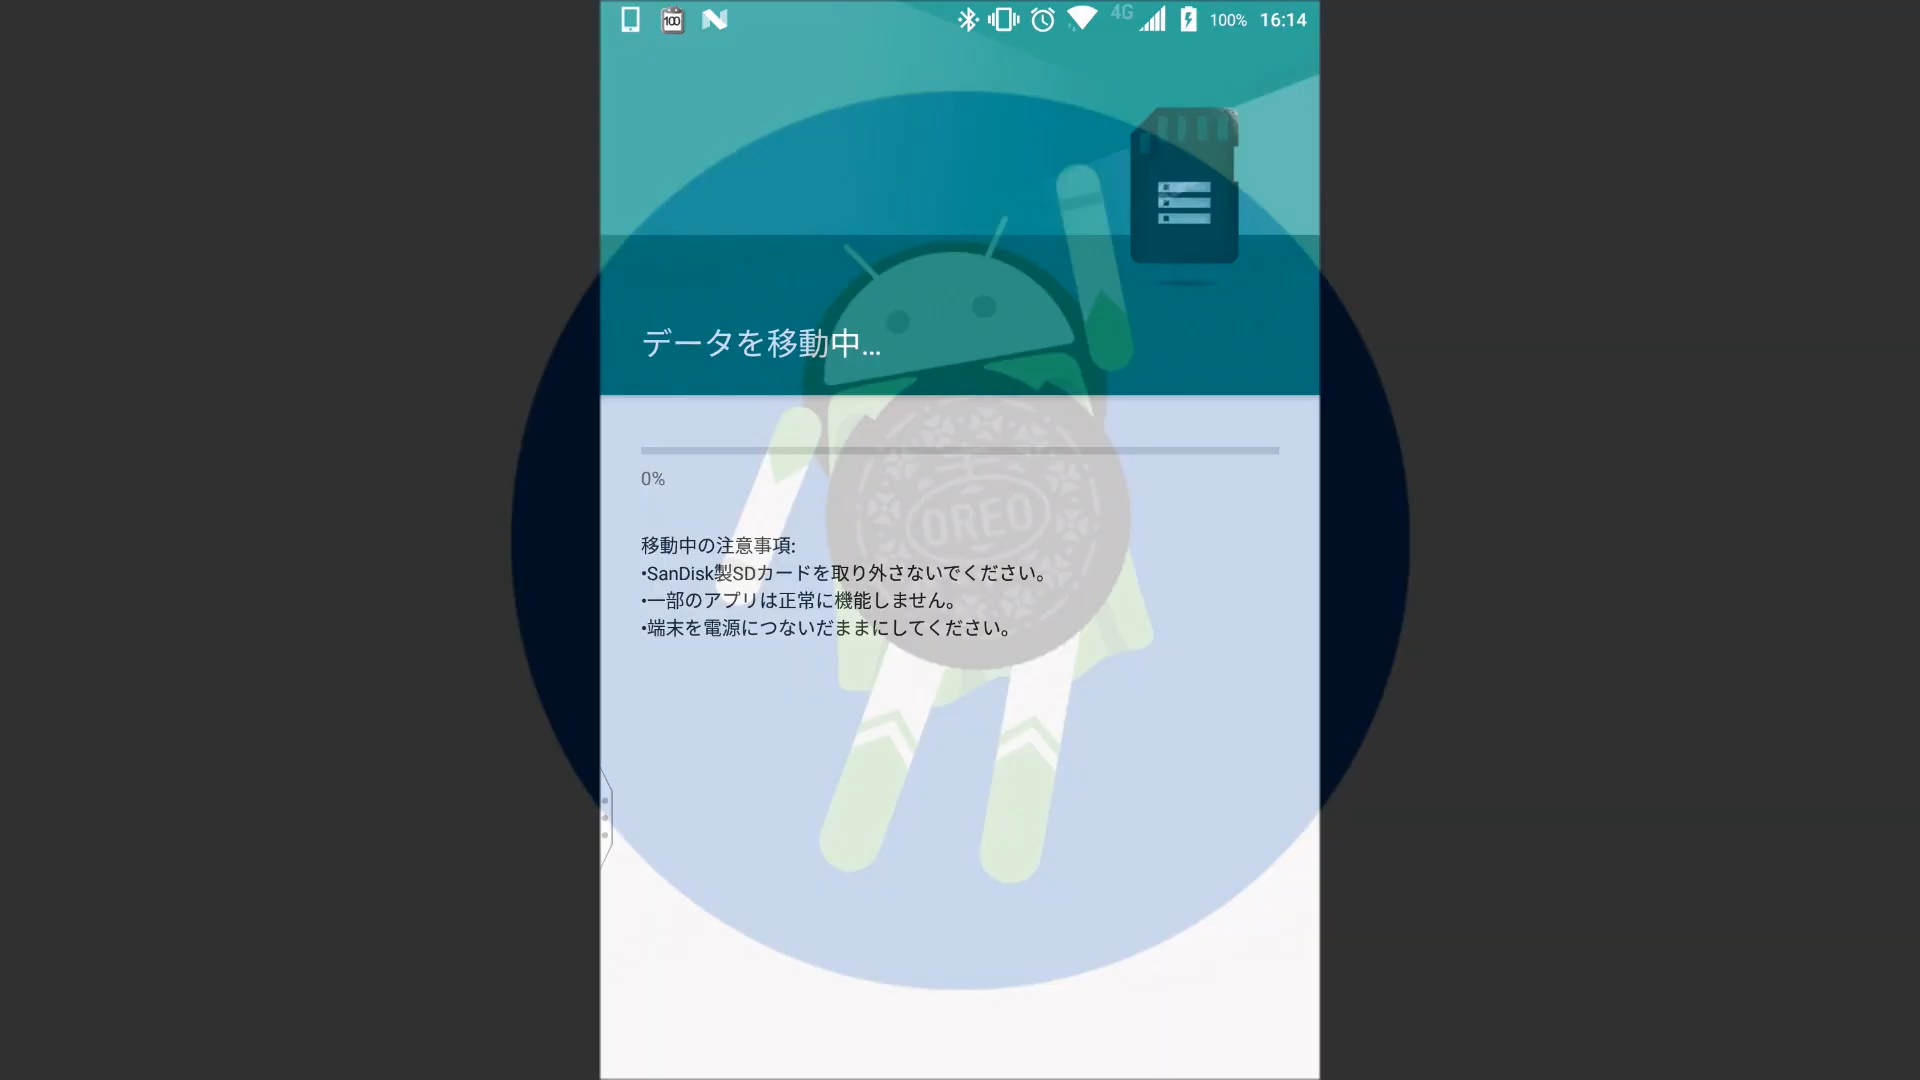 100
4G
100%
16:14
データを移動中...
0%
OREO
移動中の注意事項:
•SanDisk製SDカードを取り外さないでください。
•一部のアプリは正常に機能しません。
•端末を電源につないだままにしてください。